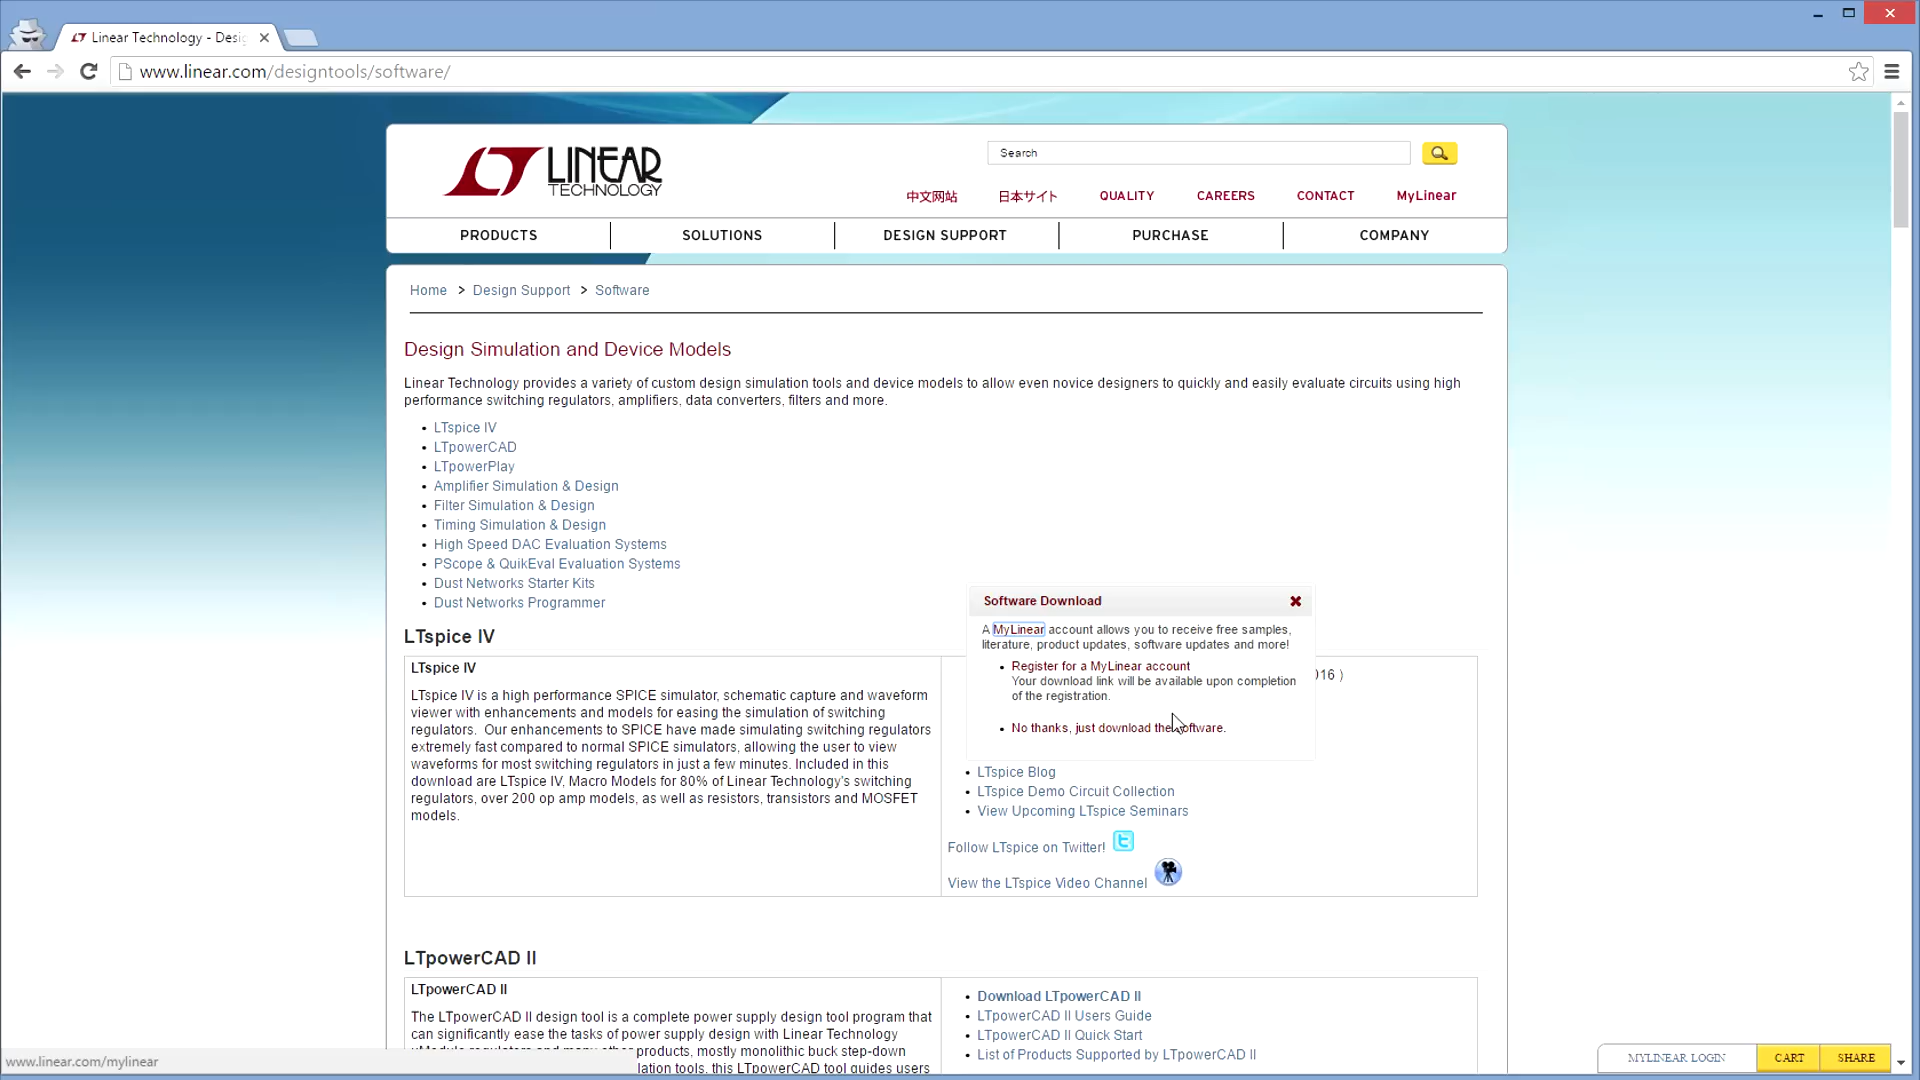 Linear Technology - Desi
www.linear.com/designtools/software/
LINEAR
TECHNOLOGY
Search
中文网站 日本サイト QUALITY CAREERS CONTACT MyLinear
PRODUCTS SOLUTIONS DESIGN SUPPORT PURCHASE COMPANY
Home > Design Support > Software
Design Simulation and Device Models
Linear Technology provides a variety of custom design simulation tools and device models to allow even novice designers to quickly and easily evaluate circuits using high
performance switching regulators, amplifiers, data converters, filters and more.
• LTspice IV
• LTpowerCAD
• LTpowerPlay
• Amplifier Simulation & Design
• Filter Simulation & Design
• Timing Simulation & Design
• High Speed DAC Evaluation Systems
• PScope & QuikEval Evaluation Systems
• Dust Networks Starter Kits
• Dust Networks Programmer
LTspice IV
LTspice IV
LTspice IV is a high performance SPICE simulator, schematic capture and waveform
viewer with enhancements and models for easing the simulation of switching
regulators.  Our enhancements to SPICE have made simulating switching regulators
extremely fast compared to normal SPICE simulators, allowing the user to view
waveforms for most switching regulators in just a few minutes. Included in this
download are LTspice IV, Macro Models for 80% of Linear Technology's switching
regulators, over 200 op amp models, as well as resistors, transistors and MOSFET
models.
Software Download
A MyLinear account allows you to receive free samples,
literature, product updates, software updates and more!
• Register for a MyLinear account
Your download link will be available upon completion
of the registration.
• No thanks, just download the software.
016 )
• LTspice Blog
• LTspice Demo Circuit Collection
• View Upcoming LTspice Seminars
Follow LTspice on Twitter!
View the LTspice Video Channel
LTpowerCAD II
LTpowerCAD II
The LTpowerCAD II design tool is a complete power supply design tool program that
can significantly ease the tasks of power supply design with Linear Technology
products, mostly monolithic buck step-down
lation tools, this LTpowerCAD tool guides users
• Download LTpowerCAD II
• LTpowerCAD II Users Guide
• LTpowerCAD II Quick Start
• List of Products Supported by LTpowerCAD II
www.linear.com/mylinear
MYLINEAR LOGIN CART SHARE